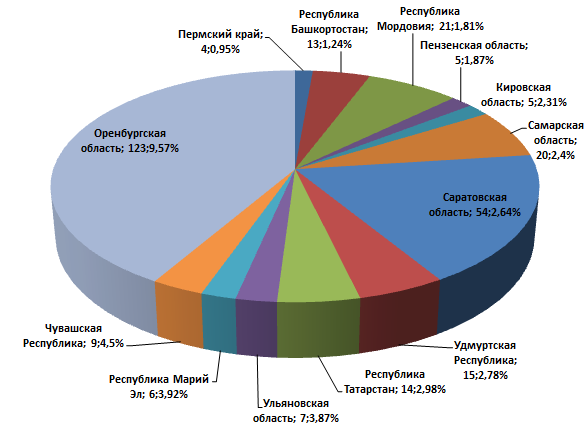 Пермский край;
4;0,95%
Республика
Башкортостан;
13;1,24%
Республика
Мордовия; 21;1,81%
Пензенская область;
5;1,87%
Кировская
область; 5;2,31%
Самарская
область;
20;2,4%
Саратовская
область; 54;2,64%
Удмуртская
Республика;
15;2,78%
Республика
Татарстан; 14;2,98%
Ульяновская
область; 7;3,87%
Республика Марий
Эл; 6;3,92%
Чувашская
Республика; 9;4,5%
Оренбургская
область; 123;9,57%